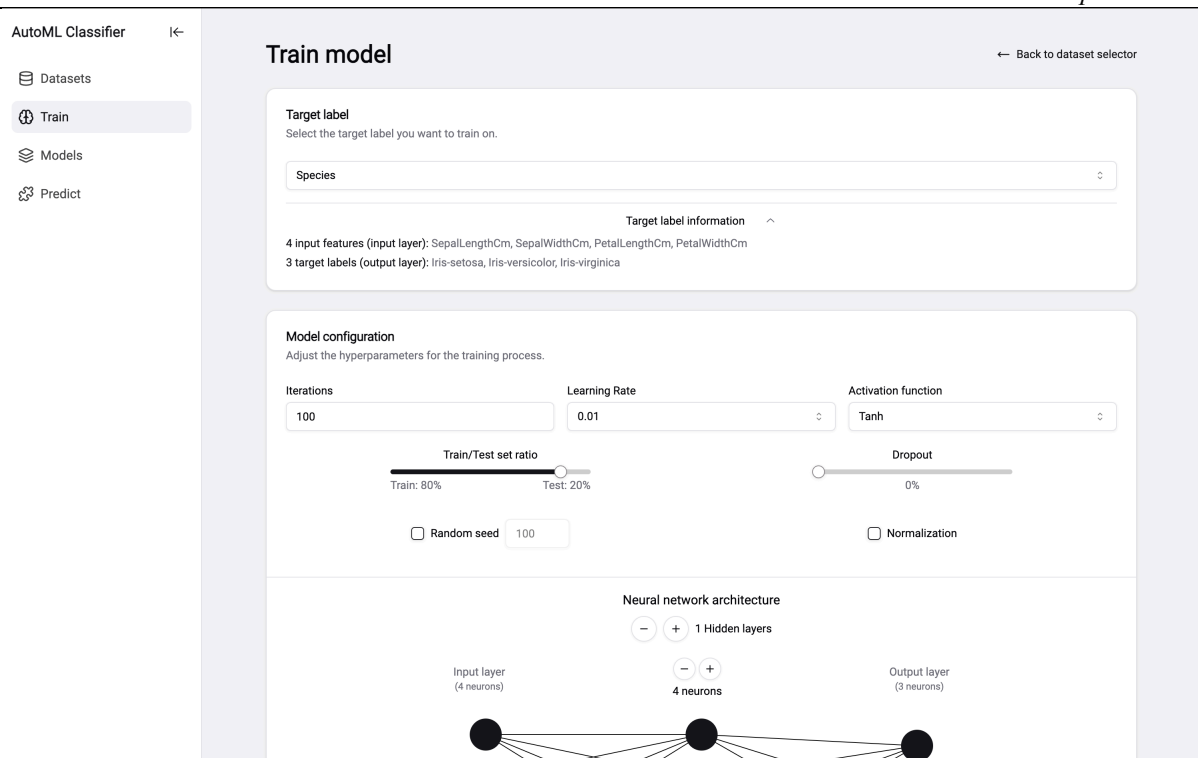 AutoML Classifier
Datasets
Train
Models
Predict
Train model
← Back to dataset selector
Target label
Select the target label you want to train on.
Species
Target label information
4 input features (input layer): SepalLengthCm, SepalWidthCm, PetalLengthCm, PetalWidthCm
3 target labels (output layer): Iris-setosa, Iris-versicolor, Iris-virginica
Model configuration
Adjust the hyperparameters for the training process.
Iterations Learning Rate Activation function
100 0.01 Tanh
Train/Test set ratio Dropout
Train: 80% Test: 20% 0%
Random seed 100 Normalization
Neural network architecture
− + 1 Hidden layers
− +
Input layer Output layer
(4 neurons) 4 neurons (3 neurons)